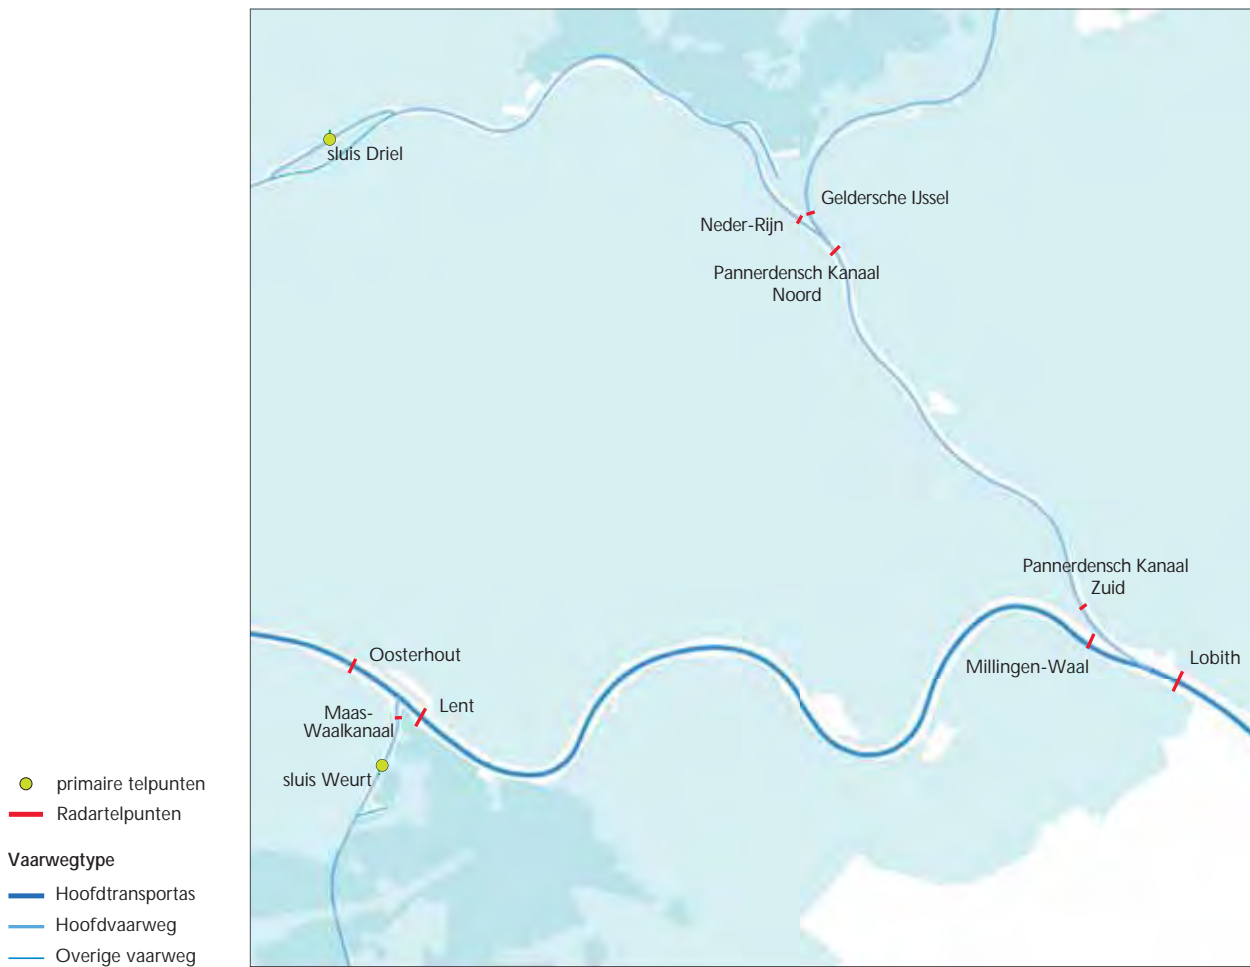 sluis Driel
Geldersche IJssel
Neder-Rijn
Pannerdensch Kanaal
Noord
Pannerdensch Kanaal
Zuid
Oosterhout
Millingen-Waal
Lobith
Lent
Maas-
Waalkanaal
sluis Weurt
primaire telpunten
Radartelpunten
Vaarwegtype
Hoofdtransportas
Hoofdvaarweg
Overige vaarweg